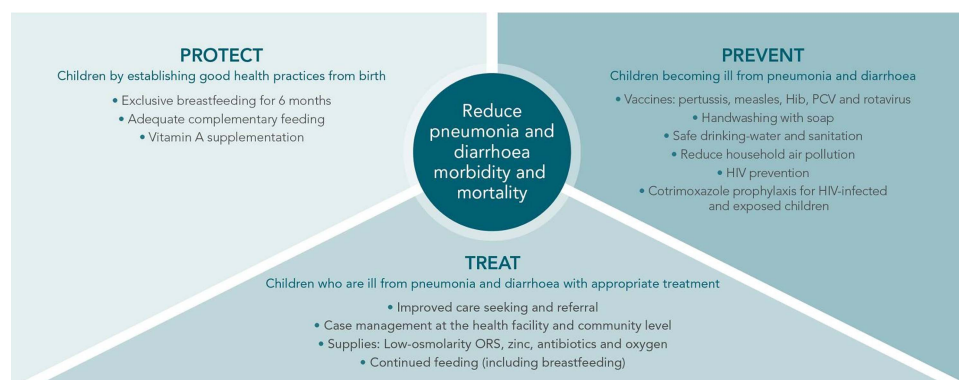 PROTECT
Children by establishing good health practices from birth
• Exclusive breastfeeding for 6 months
• Adequate complementary feeding
• Vitamin A supplementation
Reduce
pneumonia and
diarrhoea
morbidity and
mortality
PREVENT
Children becoming ill from pneumonia and diarrhoea
• Vaccines: pertussis, measles, Hib, PCV and rotavirus
• Handwashing with soap
• Safe drinking-water and sanitation
• Reduce household air pollution
• HIV prevention
• Cotrimoxazole prophylaxis for HIV-infected
and exposed children
TREAT
Children who are ill from pneumonia and diarrhoea with appropriate treatment
• Improved care seeking and referral
• Case management at the health facility and community level
• Supplies: Low-osmolarity ORS, zinc, antibiotics and oxygen
• Continued feeding (including breastfeeding)